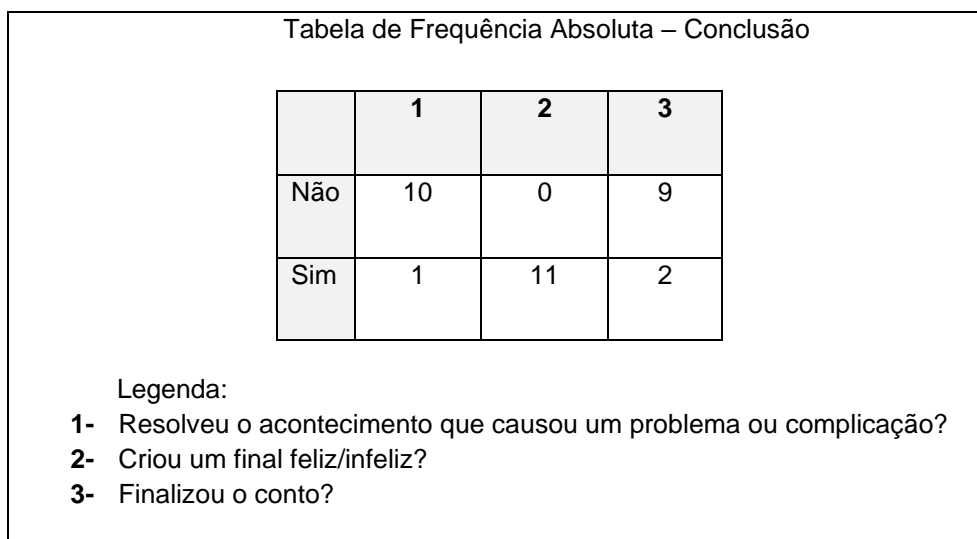 Tabela de Frequência Absoluta – Conclusão
1 2 3
Não 10 0 9
Sim 1 11 2
Legenda:
1- Resolveu o acontecimento que causou um problema ou complicação?
2- Criou um final feliz/infeliz?
3- Finalizou o conto?